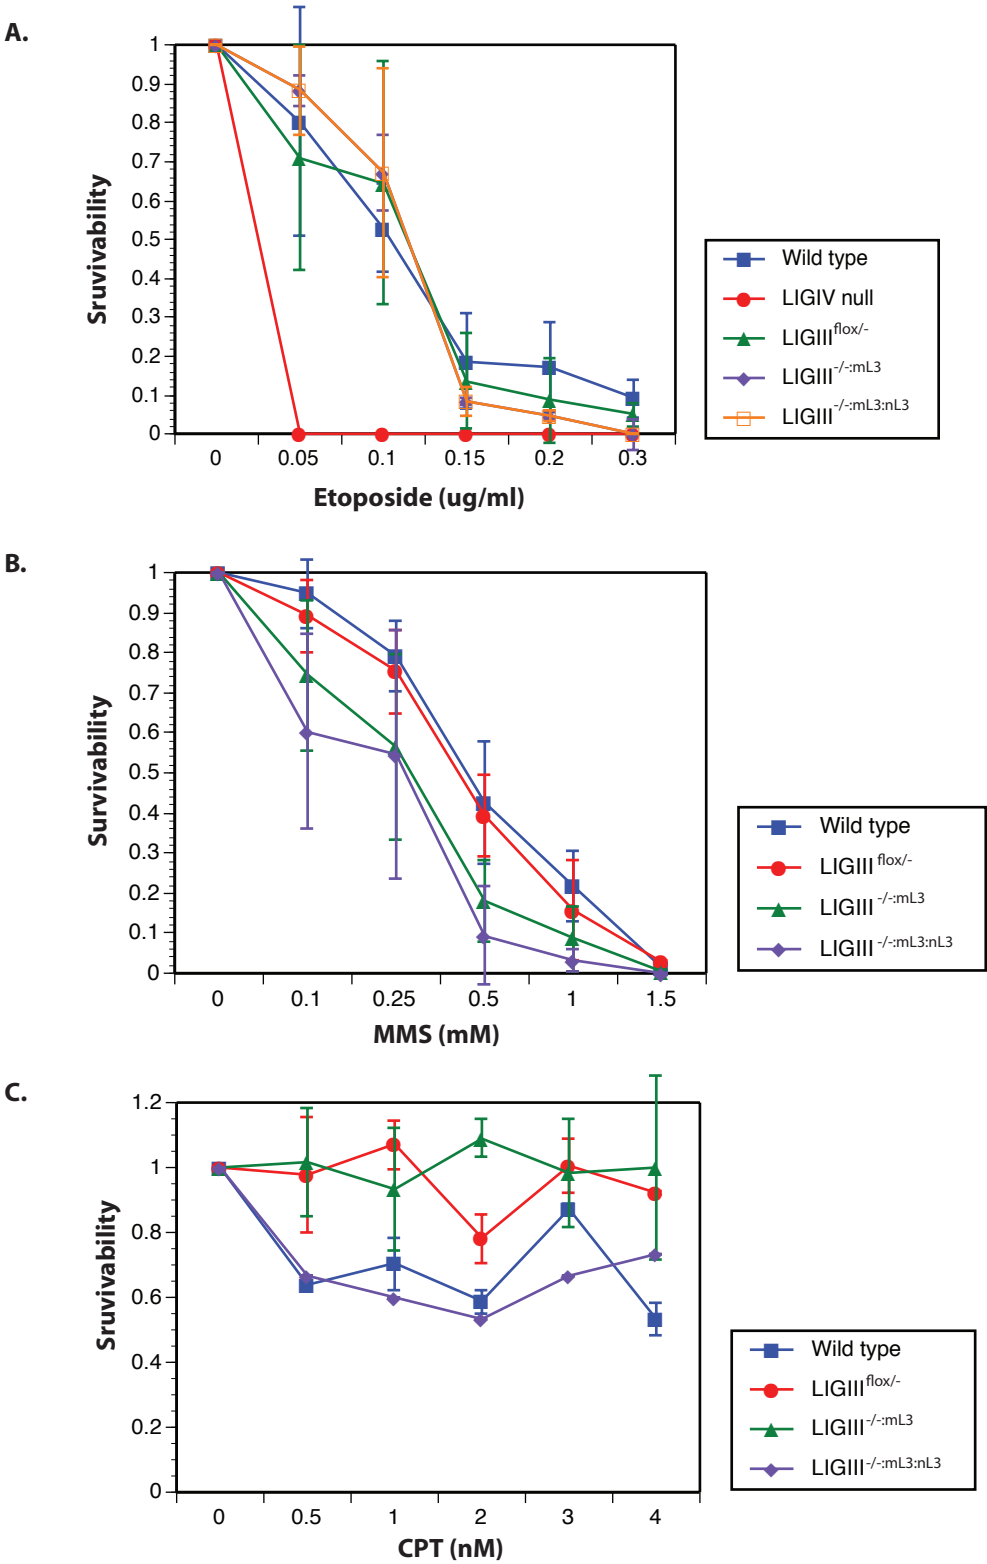 A.
1
0.9
0.8
0.7
0.6
0.5
0.4
0.3
0.2
0.1
0
Sruvivability
0 0.05 0.1 0.15 0.2 0.3
Etoposide (ug/ml)
Wild type
LIGIV null
LIGIII flox/-
LIGIII -/-:mL3
LIGIII -/-:mL3:nL3
B.
1
0.9
0.8
0.7
0.6
0.5
0.4
0.3
0.2
0.1
0
Survivability
0 0.1 0.25 0.5 1 1.5
MMS (mM)
Wild type
LIGIII flox/-
LIGIII -/-:mL3
LIGIII -/-:mL3:nL3
C.
1.2
1
0.8
0.6
0.4
0.2
0
Sruvivability
0 0.5 1 2 3 4
CPT (nM)
Wild type
LIGIII flox/-
LIGIII -/-:mL3
LIGIII -/-:mL3:nL3